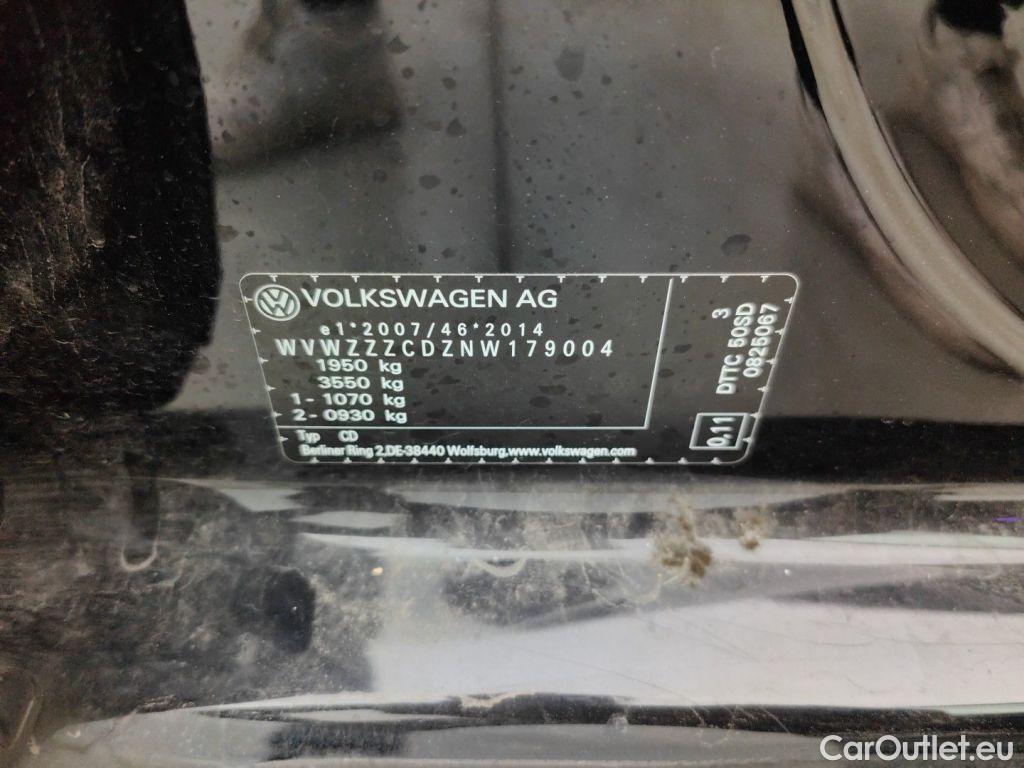 VOLKSWAGEN AG
e1*2007/46*2014
WVWZZZCDZNW179004
1950 kg
3550 kg
1- 1070 kg
2- 0930 kg
Typ CD
Berliner Ring 2,DE-38440 Wolfsburg,www.volkswagen.com
3
DTTC 50SD
0825067
0.11
CarOutlet.eu